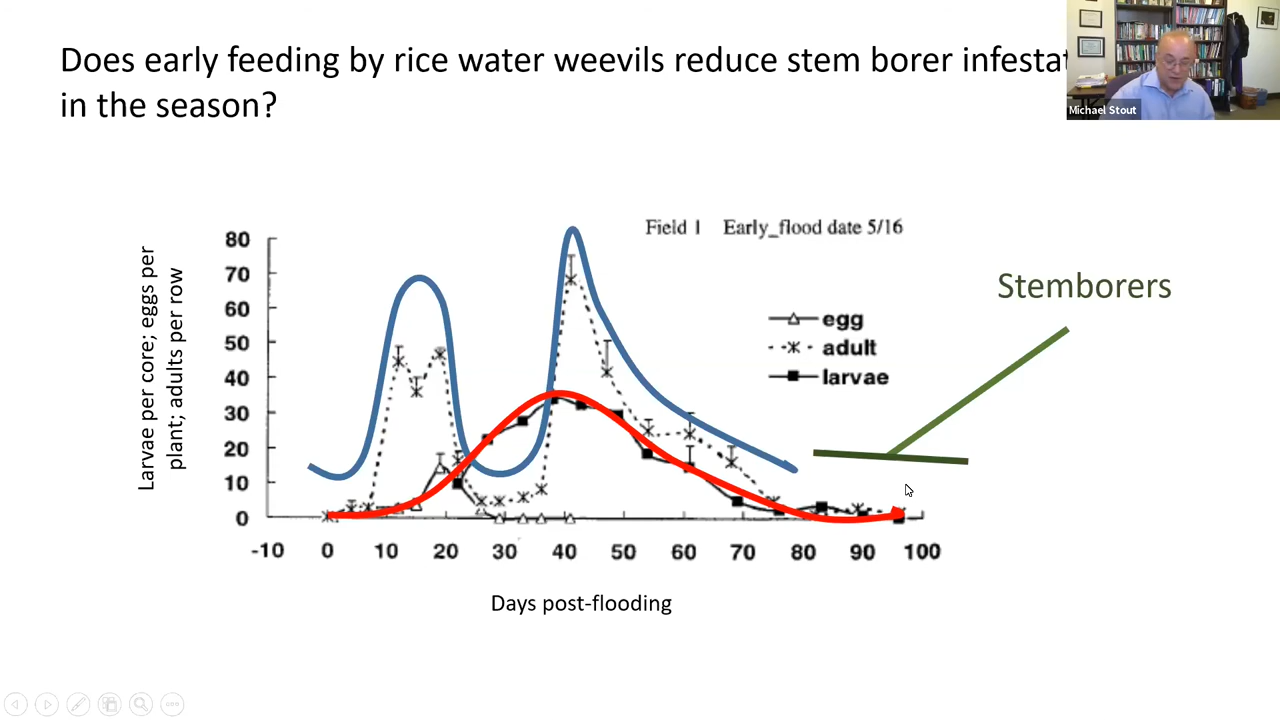 Does early feeding by rice water weevils reduce stem borer infestat
in the season?
Michael Stout
Field 1 Early_flood date 5/16
Stemborers
Larvae per core; eggs per
plant; adults per row
80
70
60
50
40
30
20
10
0
egg
adult
larvae
-10 0 10 20 30 40 50 60 70 80 90 100
Days post-flooding